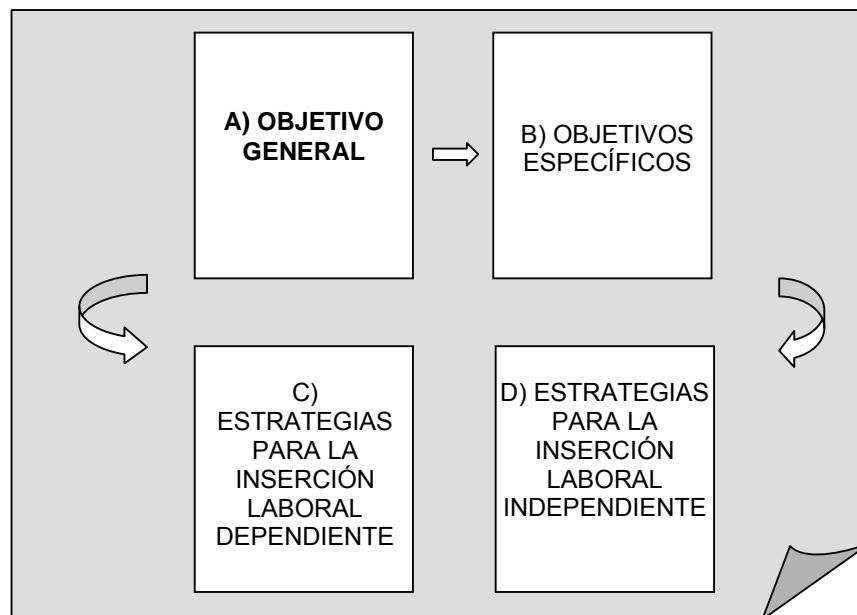 A) OBJETIVO
GENERAL
B) OBJETIVOS
ESPECÍFICOS
C)
ESTRATEGIAS
PARA LA
INSERCIÓN
LABORAL
DEPENDIENTE
D) ESTRATEGIAS
PARA LA
INSERCIÓN
LABORAL
INDEPENDIENTE